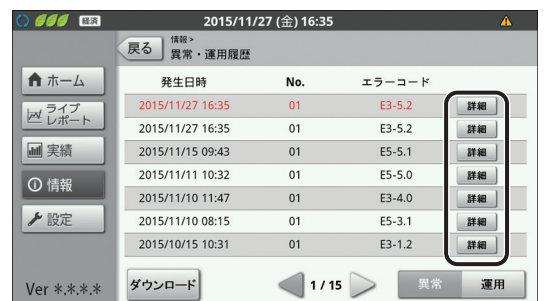 経済 2015/11/27 (金) 16:35
戻る
情報 >
異常・運用履歴
ホーム
ライブ
レポート
実績
情報
設定
Ver *.*.*.*
発生日時 No. エラーコード
2015/11/27 16:35 01 E3-5.2 詳細
2015/11/27 16:35 01 E3-5.2 詳細
2015/11/15 09:43 01 E5-5.1 詳細
2015/11/11 10:32 01 E5-5.0 詳細
2015/11/10 11:47 01 E3-4.0 詳細
2015/11/10 08:15 01 E5-3.1 詳細
2015/10/15 10:31 01 E3-1.2 詳細
ダウンロード 1 / 15 異常 運用